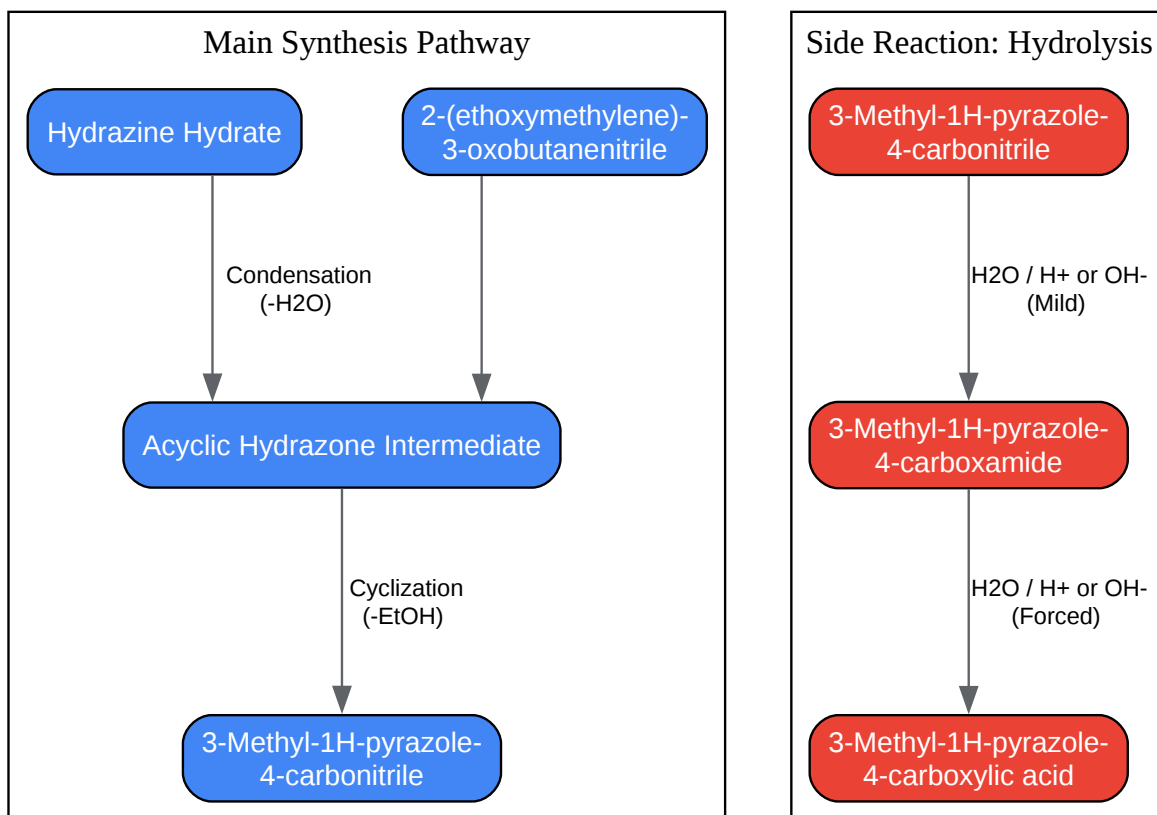 Main Synthesis Pathway
Hydrazine Hydrate
2-(ethoxymethylene)-
3-oxobutanenitrile
Condensation
(-H2O)
Acyclic Hydrazone Intermediate
Cyclization
(-EtOH)
3-Methyl-1H-pyrazole-
4-carbonitrile
Side Reaction: Hydrolysis
3-Methyl-1H-pyrazole-
4-carbonitrile
H2O / H+ or OH-
(Mild)
3-Methyl-1H-pyrazole-
4-carboxamide
H2O / H+ or OH-
(Forced)
3-Methyl-1H-pyrazole-
4-carboxylic acid